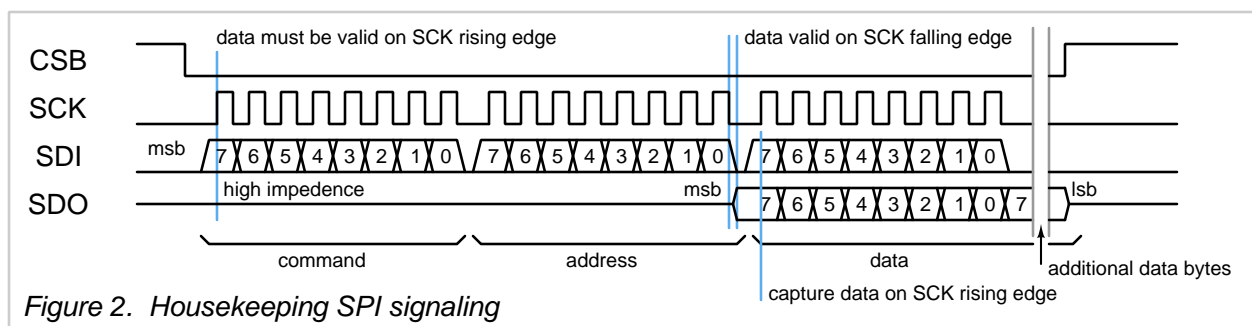 data must be valid on SCK rising edge
data valid on SCK falling edge
CSB
SCK
SDI
msb
7 6 5 4 3 2 1 0
7 6 5 4 3 2 1 0
7 6 5 4 3 2 1 0
SDO
high impedence
msb
7 6 5 4 3 2 1 0 7
lsb
command
address
data
additional data bytes
capture data on SCK rising edge
Figure 2. Housekeeping SPI signaling